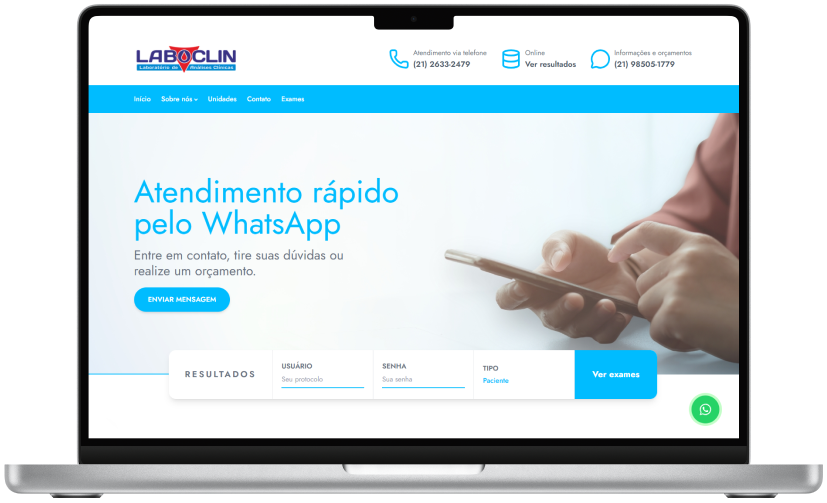 LABOCLIN
Laboratório de Análises Clínicas
Atendimento via telefone
(21) 2633-2479
Online
Ver resultados
Informações e orçamentos
(21) 98505-1779
Início Sobre nós Unidades Contato Exames
Atendimento rápido
pelo WhatsApp
Entre em contato, tire suas dúvidas ou
realize um orçamento.
ENVIAR MENSAGEM
RESULTADOS
USUÁRIO
Seu protocolo
SENHA
Sua senha
TIPO
Paciente
Ver exames